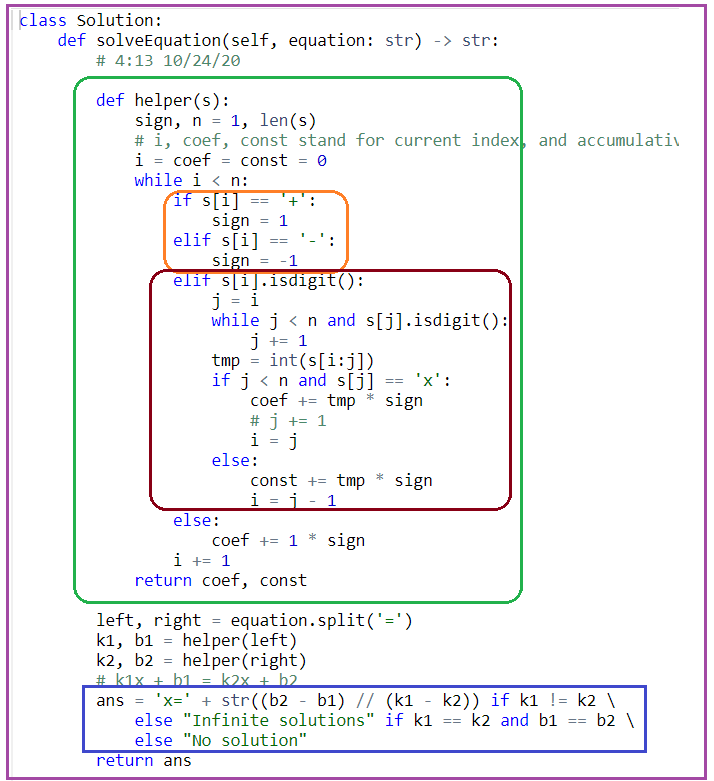 class Solution:
    def solveEquation(self, equation: str) -> str:
        # 4:13 10/24/20
        def helper(s):
            sign, n = 1, len(s)
            # i, coef, const stand for current index, and accumulativ
            i = coef = const = 0
            while i < n:
                if s[i] == '+':
                    sign = 1
                elif s[i] == '-':
                    sign = -1
                elif s[i].isdigit():
                    j = i
                    while j < n and s[j].isdigit():
                        j += 1
                    tmp = int(s[i:j])
                    if j < n and s[j] == 'x':
                        coef += tmp * sign
                        # j += 1
                        i = j
                    else:
                        const += tmp * sign
                        i = j - 1
                else:
                    coef += 1 * sign
                i += 1
            return coef, const
        left, right = equation.split('=')
        k1, b1 = helper(left)
        k2, b2 = helper(right)
        # k1x + b1 = k2x + b2
        ans = 'x=' + str((b2 - b1) // (k1 - k2)) if k1 != k2 \
            else "Infinite solutions" if k1 == k2 and b1 == b2 \
            else "No solution"
        return ans